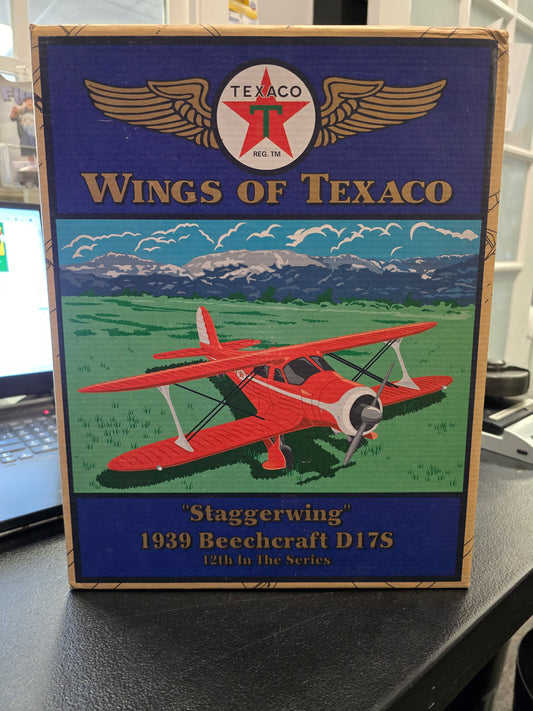 TEXACO
T
REG. TM
WINGS OF TEXACO
"Staggerwing"
1939 Beechcraft D17S
12th In The Series